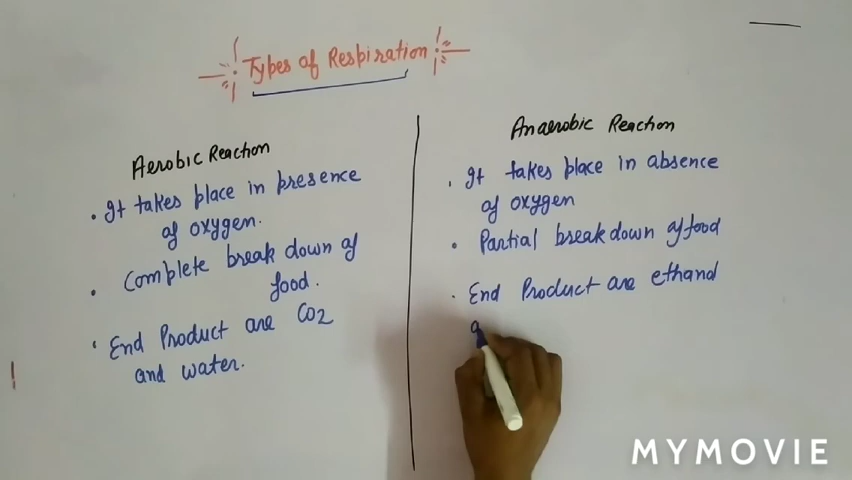 Types of Respiration
Aerobic Reaction
• It takes place in presence
of oxygen.
• Complete break down of
food.
• End Product are CO2
and water.
Anaerobic Reaction
• It takes place in absence
of oxygen
• Partial breakdown of food
• End Product are ethanol
MYMOVIE